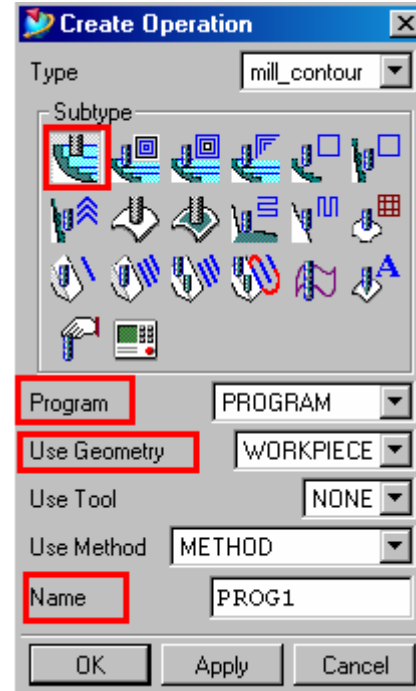 Create Operation
Type mill_contour
Subtype
A
Program PROGRAM
Use Geometry WORKPIECE
Use Tool NONE
Use Method METHOD
Name PROG1
OK Apply Cancel